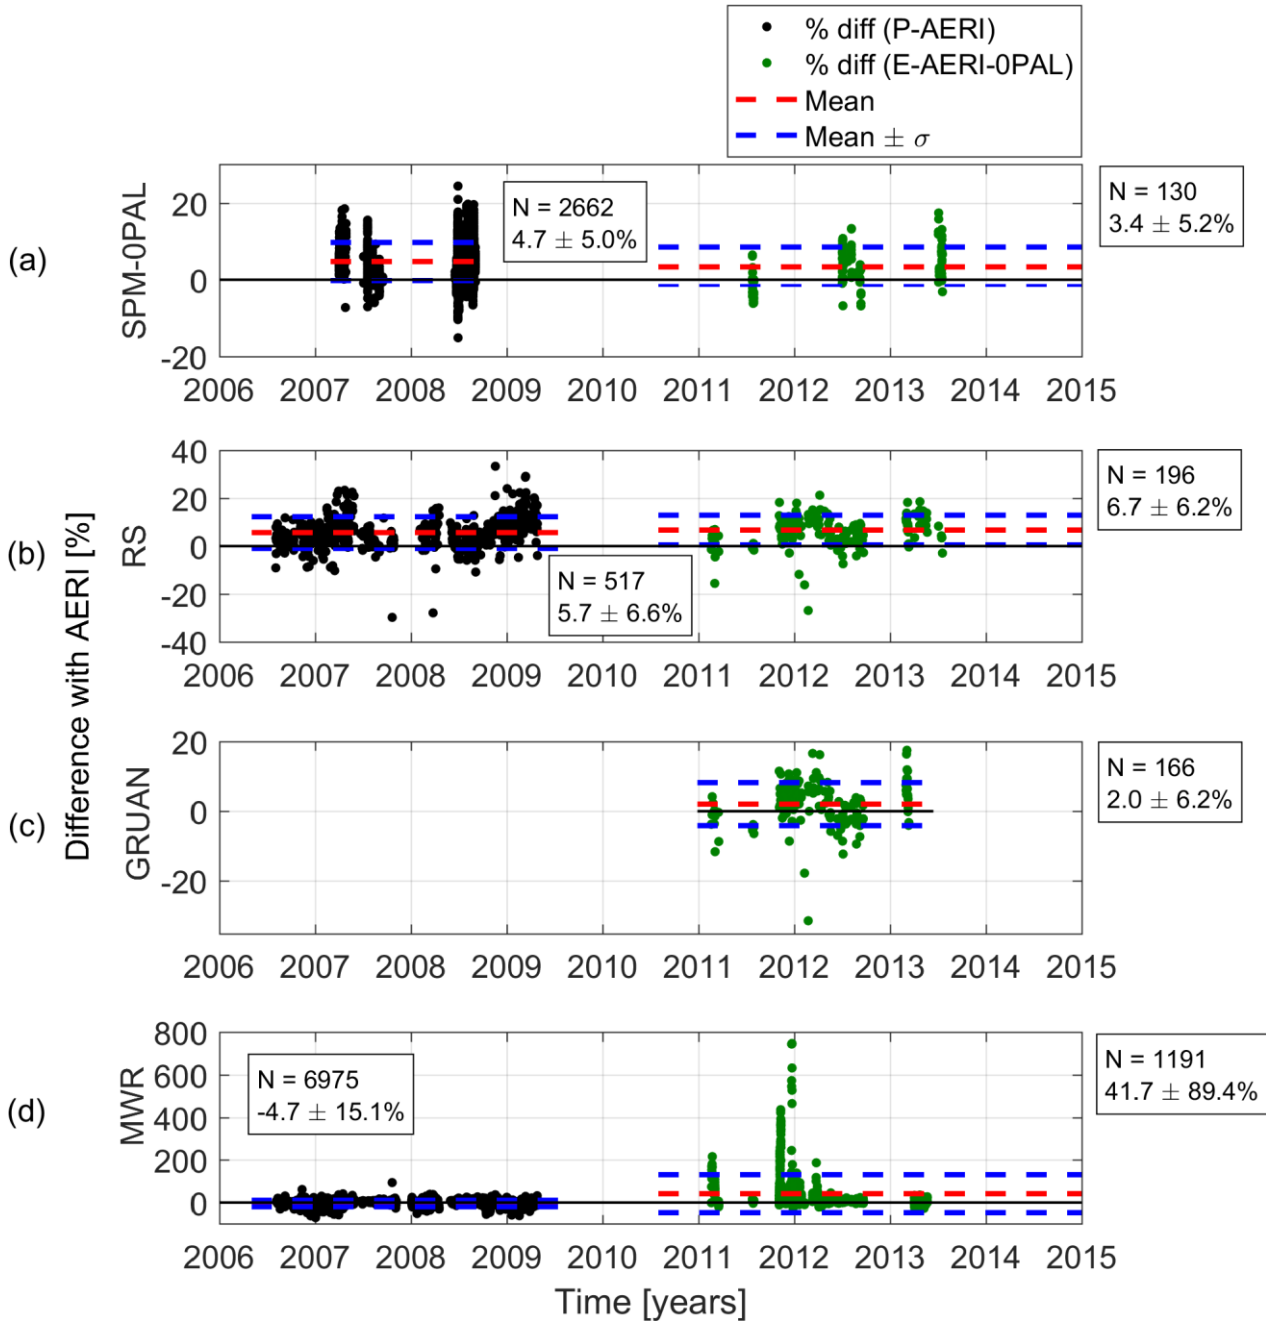 % diff (P-AERI)
% diff (E-AERI-0PAL)
Mean
Mean ± σ
(a)
SPM-0PAL
20
0
-20
N = 2662
4.7 ± 5.0%
N = 130
3.4 ± 5.2%
2006 2007 2008 2009 2010 2011 2012 2013 2014 2015
(b)
RS
40
20
0
-20
-40
N = 517
5.7 ± 6.6%
N = 196
6.7 ± 6.2%
2006 2007 2008 2009 2010 2011 2012 2013 2014 2015
Difference with AERI [%]
(c)
GRUAN
20
0
-20
N = 166
2.0 ± 6.2%
2006 2007 2008 2009 2010 2011 2012 2013 2014 2015
(d)
MWR
800
600
400
200
0
N = 6975
-4.7 ± 15.1%
N = 1191
41.7 ± 89.4%
2006 2007 2008 2009 2010 2011 2012 2013 2014 2015
Time [years]